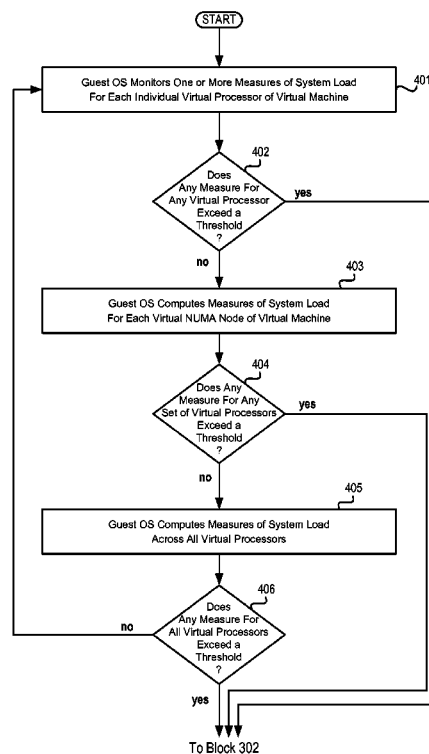 START
Guest OS Monitors One or More Measures of System Load
For Each Individual Virtual Processor of Virtual Machine
401
402
Does
Any Measure For
Any Virtual Processor
Exceed a
Threshold
?
yes
no
403
Guest OS Computes Measures of System Load
For Each Virtual NUMA Node of Virtual Machine
404
Does Any
Measure For Any
Set of Virtual Processors
Exceed a
Threshold
?
yes
no
405
Guest OS Computes Measures of System Load
Across All Virtual Processors
406
Does
Any Measure For
All Virtual Processors
Exceed a
Threshold
?
no
yes
To Block 302